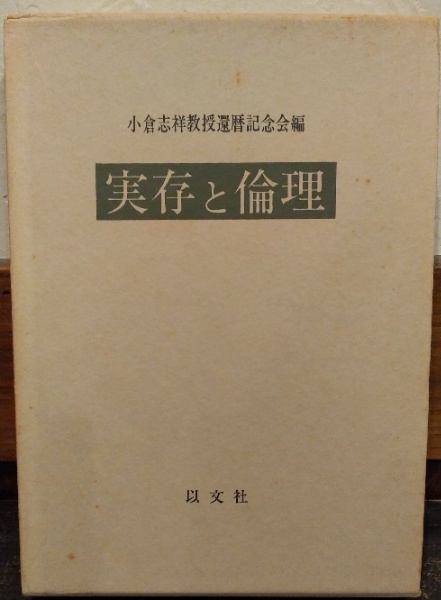 小倉志祥教授還暦記念会編
実存と倫理
以文社